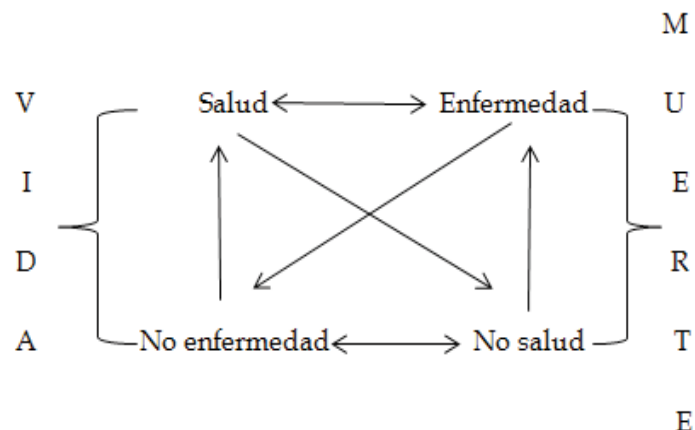 M
V Salud Enfermedad U
I E
D R
A No enfermedad No salud T
E